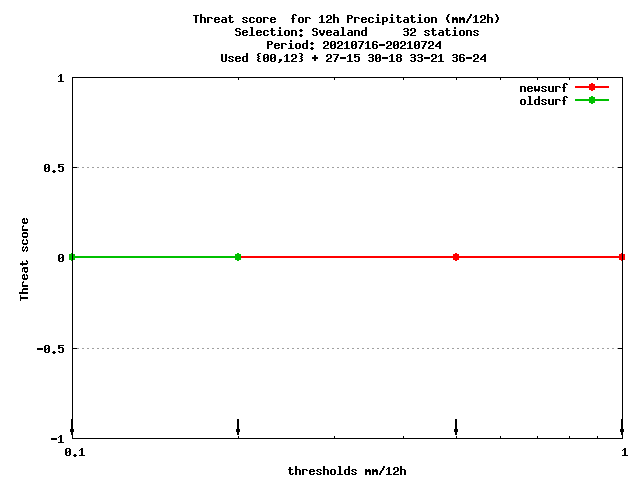 Threat score  for 12h Precipitation (mm/12h)
Selection: Svealand     32 stations
Period: 20210716-20210724
Used {00,12} + 27-15 30-18 33-21 36-24
newsurf
oldsurf
1
0.5
0
-0.5
-1
Threat score
0.1
1
thresholds mm/12h